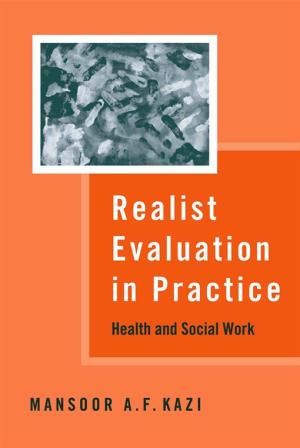 Realist
Evaluation
in Practice
Health and Social Work
MANSOOR A.F. KAZI